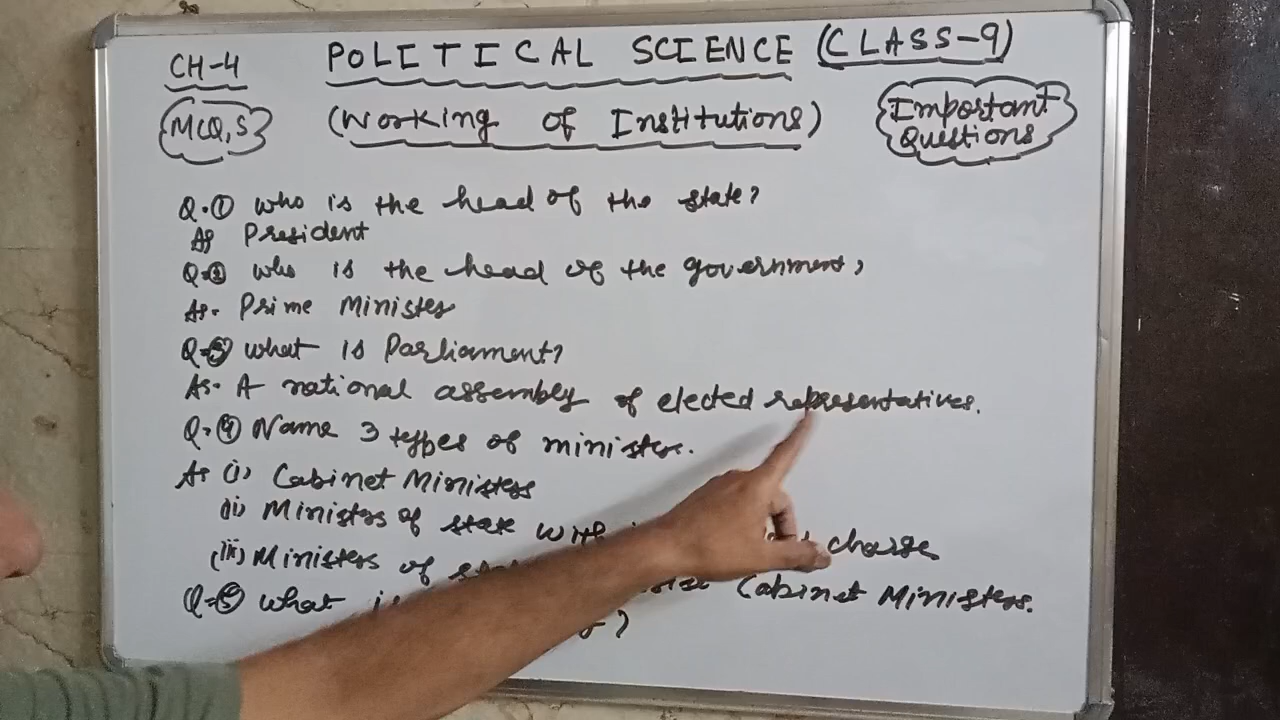 CH-4 POLITICAL SCIENCE (CLASS-9)
MCQ,S (Working of Institutions) Important Questions
Q.① who is the head of the state?
As President
Q.② who is the head of the government?
As. Prime Minister
Q.③ what is Parliament?
As. A national assembly of elected representatives.
Q.④ Name 3 types of ministers.
As (i) Cabinet Ministers
(ii) Ministers of state with charge
(iii) Ministers of Cabinet Ministers.
Q.⑤ what is